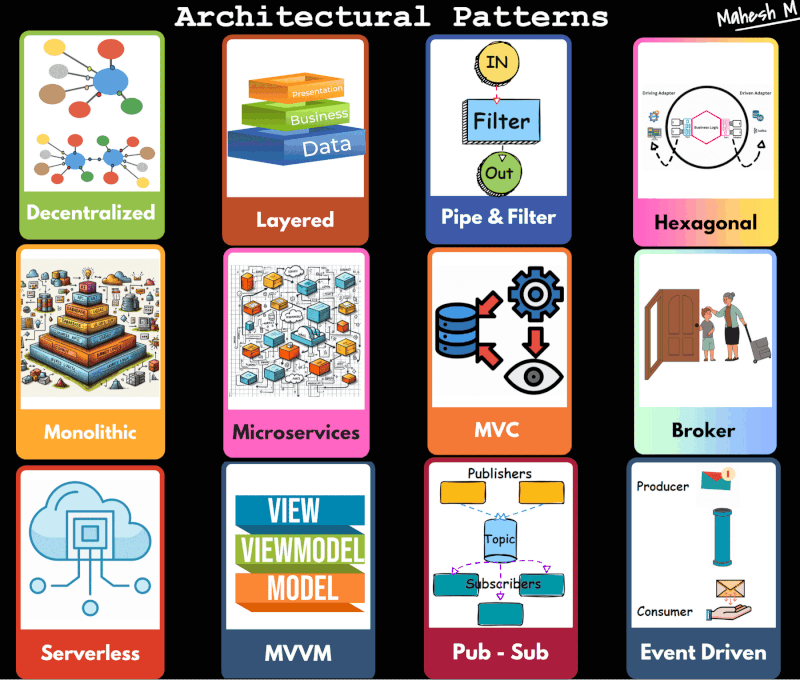 Architectural Patterns
Mahesh M
Decentralized
Presentation
Business
Data
Layered
IN
Filter
Out
Pipe & Filter
Driving Adapter
Driven Adapter
Business Logic
Hexagonal
Monolithic
Microservices
MVC
Broker
Serverless
VIEW
VIEWMODEL
MODEL
MVVM
Publishers
Topic
Subscribers
Pub - Sub
Producer
1
Consumer
Event Driven